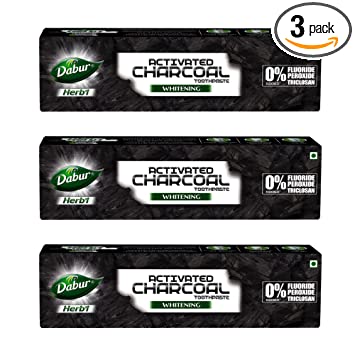 3 pack
Dabur
Herb'l
ACTIVATED
CHARCOAL
TOOTHPASTE
WHITENING
0% FLUORIDE
PEROXIDE
TRICLOSAN
Dabur
Herb'l
ACTIVATED
CHARCOAL
TOOTHPASTE
WHITENING
0% FLUORIDE
PEROXIDE
TRICLOSAN
Dabur
Herb'l
ACTIVATED
CHARCOAL
TOOTHPASTE
WHITENING
0% FLUORIDE
PEROXIDE
TRICLOSAN